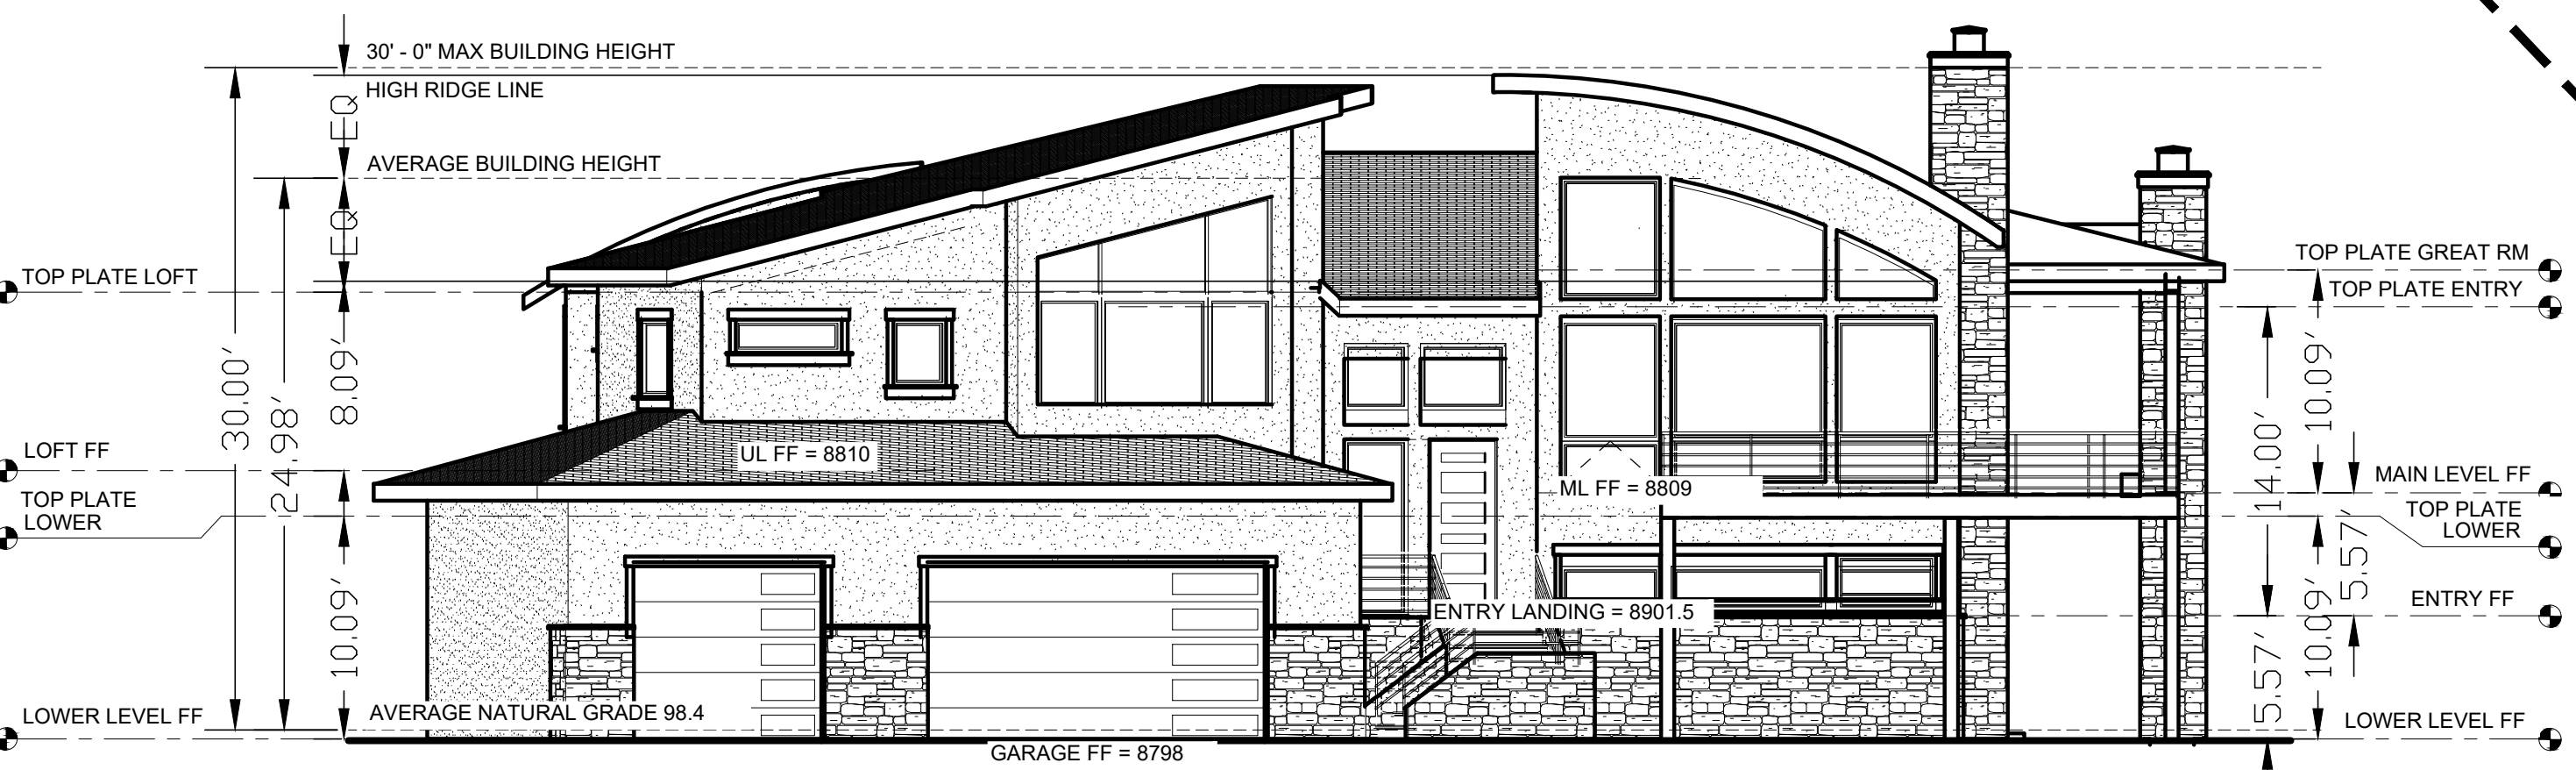 30' - 0" MAX BUILDING HEIGHT
HIGH RIDGE LINE
EQ
AVERAGE BUILDING HEIGHT
EQ
TOP PLATE LOFT
TOP PLATE GREAT RM
TOP PLATE ENTRY
30.00'
24.98'
8.09'
10.09'
14.00'
LOFT FF
UL FF = 8810
TOP PLATE
LOWER
ML FF = 8809
MAIN LEVEL FF
TOP PLATE
LOWER
5.57'
10.09'
ENTRY LANDING = 8901.5
ENTRY FF
10.09'
5.57'
LOWER LEVEL FF
AVERAGE NATURAL GRADE 98.4
LOWER LEVEL FF
GARAGE FF = 8798